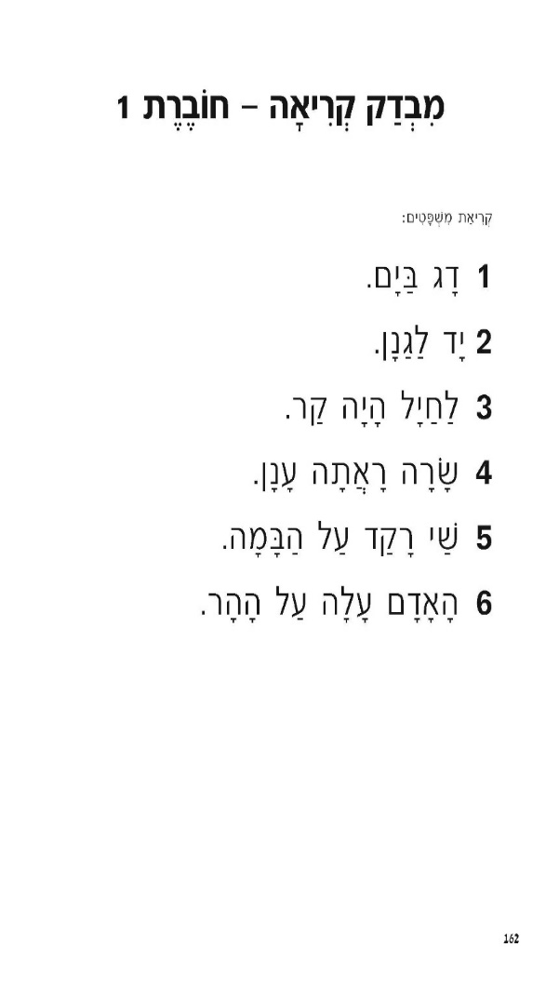 מִבְדַק קְרִיאָה – חוֹבֶרֶת 1
קְרִיאַת מִשְׁפָּטִים:
1 דָג בַּיָם.
2 יָד לַגַנָן.
3 לַחַיָל הָיָה קַר.
4 שָׂרָה רָאֲתָה עָנָן.
5 שַׁי רָקַד עַל הַבָּמָה.
6 הָאָדָם עָלָה עַל הָהָר.
162